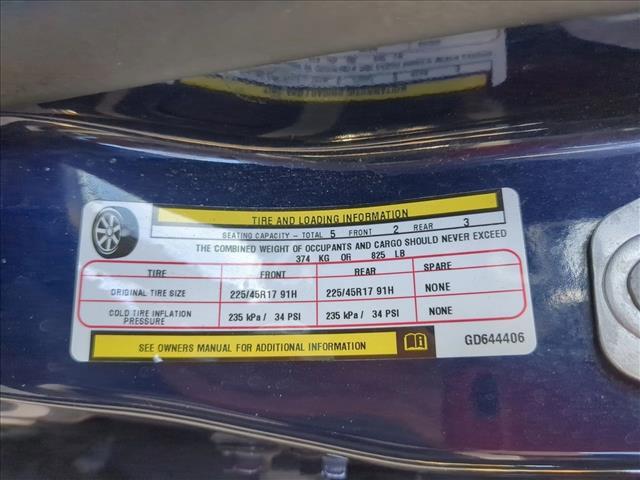 TIRE AND LOADING INFORMATION
SEATING CAPACITY - TOTAL 5 FRONT 2 REAR 3
THE COMBINED WEIGHT OF OCCUPANTS AND CARGO SHOULD NEVER EXCEED
374 KG OR 825 LB
TIRE FRONT REAR SPARE
ORIGINAL TIRE SIZE 225/45R17 91H 225/45R17 91H NONE
COLD TIRE INFLATION PRESSURE 235 kPa / 34 PSI 235 kPa / 34 PSI NONE
SEE OWNERS MANUAL FOR ADDITIONAL INFORMATION
GD644406